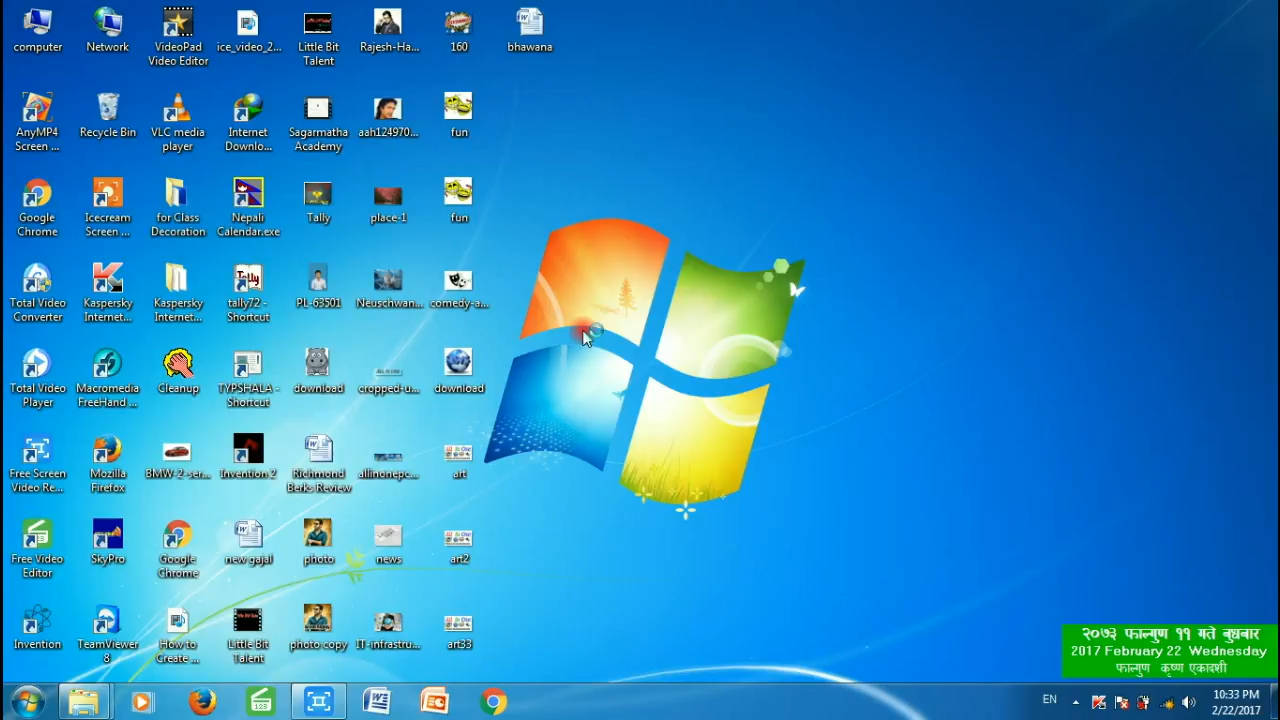 computer
Network
VideoPad
Video Editor
ice_video_2...
Little Bit
Talent
Rajesh-Ha...
160
bhawana
AnyMP4
Screen ...
Recycle Bin
VLC media
player
Internet
Downlo...
Sagarmatha
Academy
aah124970...
fun
Google
Chrome
Icecream
Screen ...
for Class
Decoration
Nepali
Calendar.exe
Tally
place-1
fun
Total Video
Converter
Kaspersky
Internet...
Kaspersky
Internet...
tally72 -
Shortcut
PL-63501
Neuschwan...
comedy-a...
Total Video
Player
Macromedia
FreeHand ...
Cleanup
TYPSHALA -
Shortcut
download
cropped-u...
download
Free Screen
Video Re...
Mozilla
Firefox
BMW-2-ser...
Invention 2
Richmond
Berks Review
allinonepc...
art
Free Video
Editor
SkyPro
Google
Chrome
new gajal
photo
news
art2
Invention
TeamViewer
8
How to
Create ...
Little Bit
Talent
photo copy
IT-infrastru...
art33
२०७३ फाल्गुण ११ गते बुधबार
2017 February 22 Wednesday
फाल्गुण कृष्ण एकादशी
EN
10:33 PM
2/22/2017